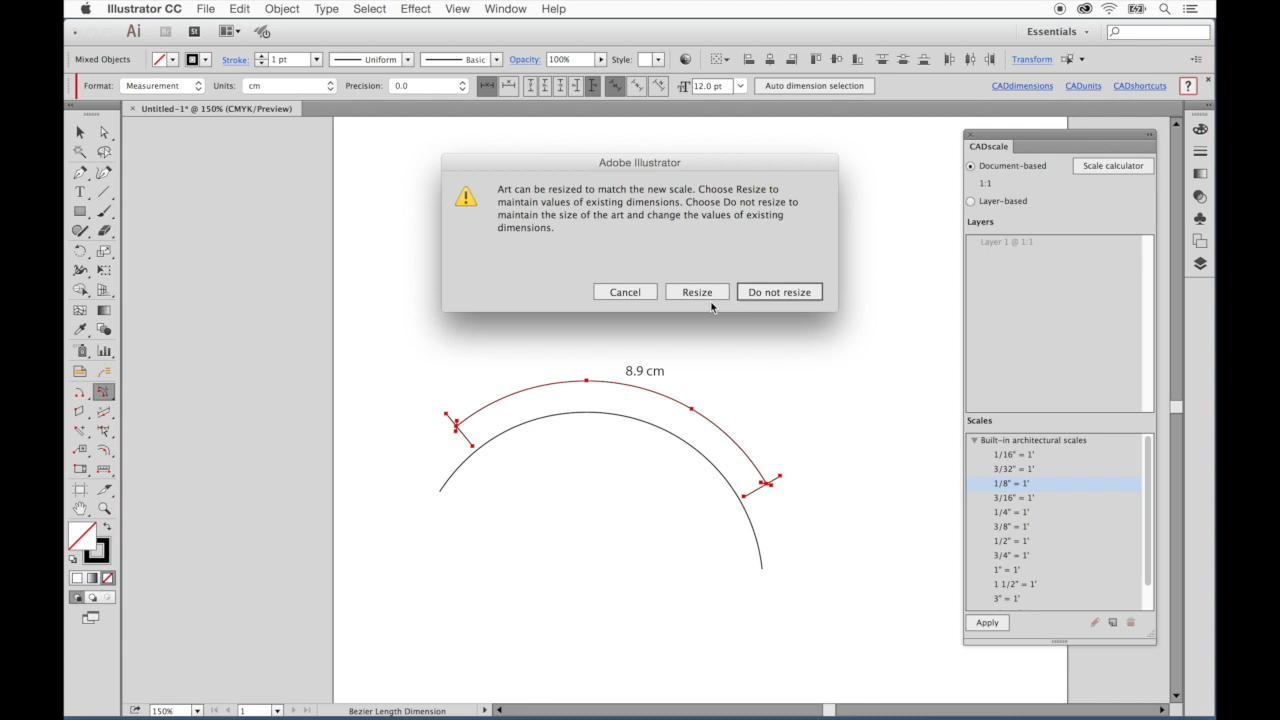 Illustrator CC File Edit Object Type Select Effect View Window Help
Ai Br St Essentials
Mixed Objects Stroke: 1 pt Uniform Basic Opacity: 100% Style: Transform
Format: Measurement Units: cm Precision: 0.0 12.0 pt Auto dimension selection CADdimensions CADunits CADshortcuts ?
× Untitled-1* @ 150% (CMYK/Preview)
Adobe Illustrator
Art can be resized to match the new scale. Choose Resize to
maintain values of existing dimensions. Choose Do not resize to
maintain the size of the art and change the values of existing
dimensions.
Cancel Resize Do not resize
8.9 cm
CADscale
Document-based Scale calculator
1:1
Layer-based
Layers
Layer 1 @ 1:1
Scales
Built-in architectural scales
1/16" = 1'
3/32" = 1'
1/8" = 1'
3/16" = 1'
1/4" = 1'
3/8" = 1'
1/2" = 1'
3/4" = 1'
1" = 1'
1 1/2" = 1'
3" = 1'
Apply
150% 1 Bezier Length Dimension